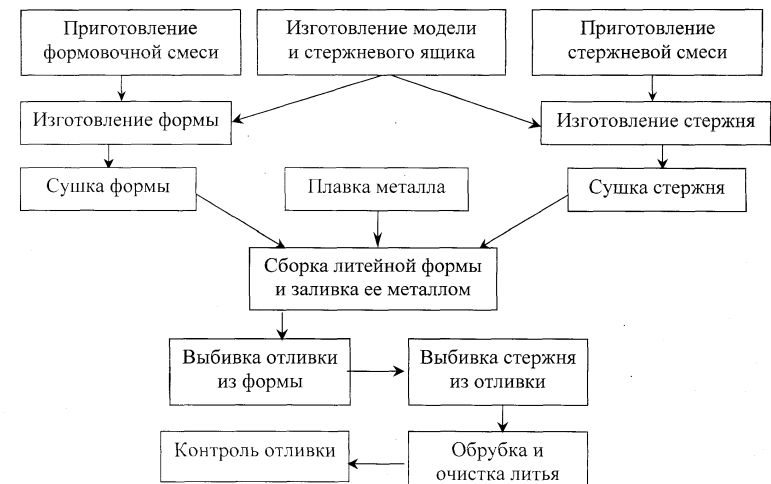 Приготовление
формовочной смеси
Изготовление модели
и стержневого ящика
Приготовление
стержневой смеси
Изготовление формы
Изготовление стержня
Сушка формы
Плавка металла
Сушка стержня
Сборка литейной формы
и заливка ее металлом
Выбивка отливки
из формы
Выбивка стержня
из отливки
Контроль отливки
Обрубка и
очистка литья